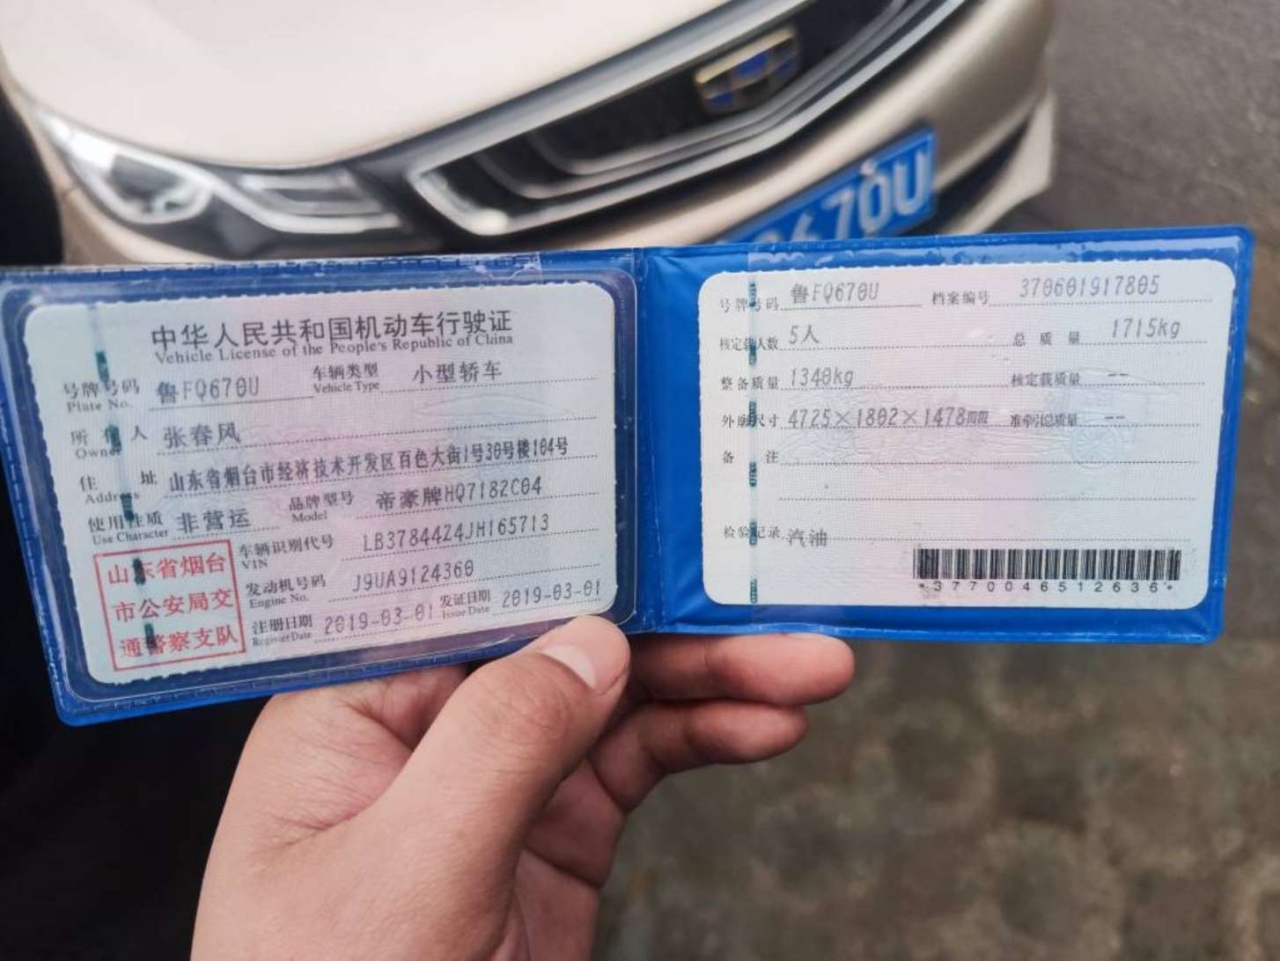 670U
中华人民共和国机动车行驶证
Vehicle License of the People's Republic of China
号牌号码 鲁FQ670U 车辆类型 小型轿车
Plate No. Vehicle Type
所有人 张春风
Owner
住址 山东省烟台市经济技术开发区百色大街1号30号楼104号
Address
使用性质 非营运 品牌型号 帝豪牌HQ7182C04
Use Character Model
山东省烟台
市公安局交
通警察支队
车辆识别代号 LB37844Z4JH165713
VIN
发动机号码 J9UA9124360
Engine No.
注册日期 2019-03-01 发证日期 2019-03-01
Register Date Issue Date
号牌号码 鲁FQ670U 档案编号 370601917805
核定载人数 5人 总质量 1715kg
整备质量 1340kg 核定载质量 --
外廓尺寸 4725×1802×1478mm 准牵引总质量 --
备注
检验记录 汽油
*3770046512636*